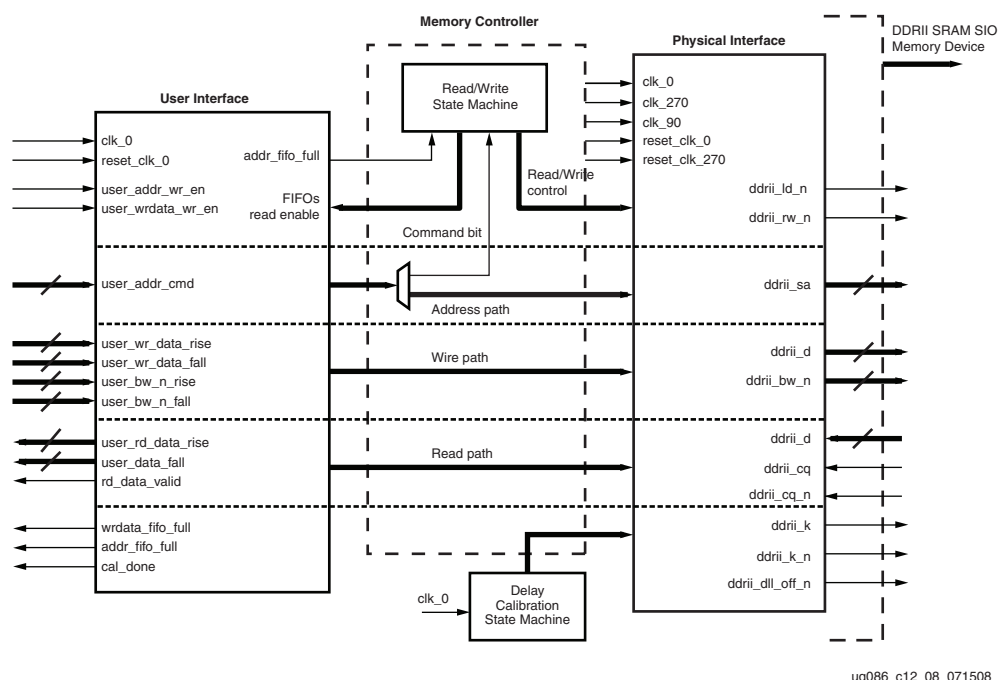 Memory Controller
DDRII SRAM SIO
Memory Device
Physical Interface
User Interface
Read/Write
State Machine
clk_0
clk_270
clk_90
reset_clk_0
reset_clk_270
clk_0
reset_clk_0
user_addr_wr_en
user_wrdata_wr_en
addr_fifo_full
FIFOs
read enable
Read/Write
control
Command bit
ddrii_ld_n
ddrii_rw_n
user_addr_cmd
Address path
ddrii_sa
user_wr_data_rise
user_wr_data_fall
user_bw_n_rise
user_bw_n_fall
Wire path
ddrii_d
ddrii_bw_n
user_rd_data_rise
user_data_fall
rd_data_valid
Read path
ddrii_d
ddrii_cq
ddrii_cq_n
wrdata_fifo_full
addr_fifo_full
cal_done
ddrii_k
ddrii_k_n
ddrii_dll_off_n
clk_0
Delay
Calibration
State Machine
ug086_c12_08_071508